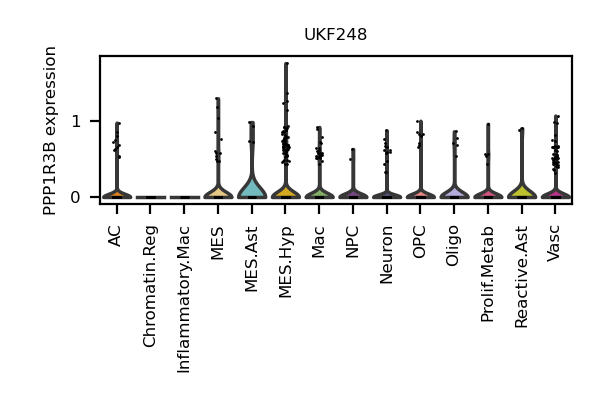 UKF248
PPP1R3B expression
1
0
AC
Chromatin.Reg
Inflammatory.Mac
MES
MES.Ast
MES.Hyp
Mac
NPC
Neuron
OPC
Oligo
Prolif.Metab
Reactive.Ast
Vasc